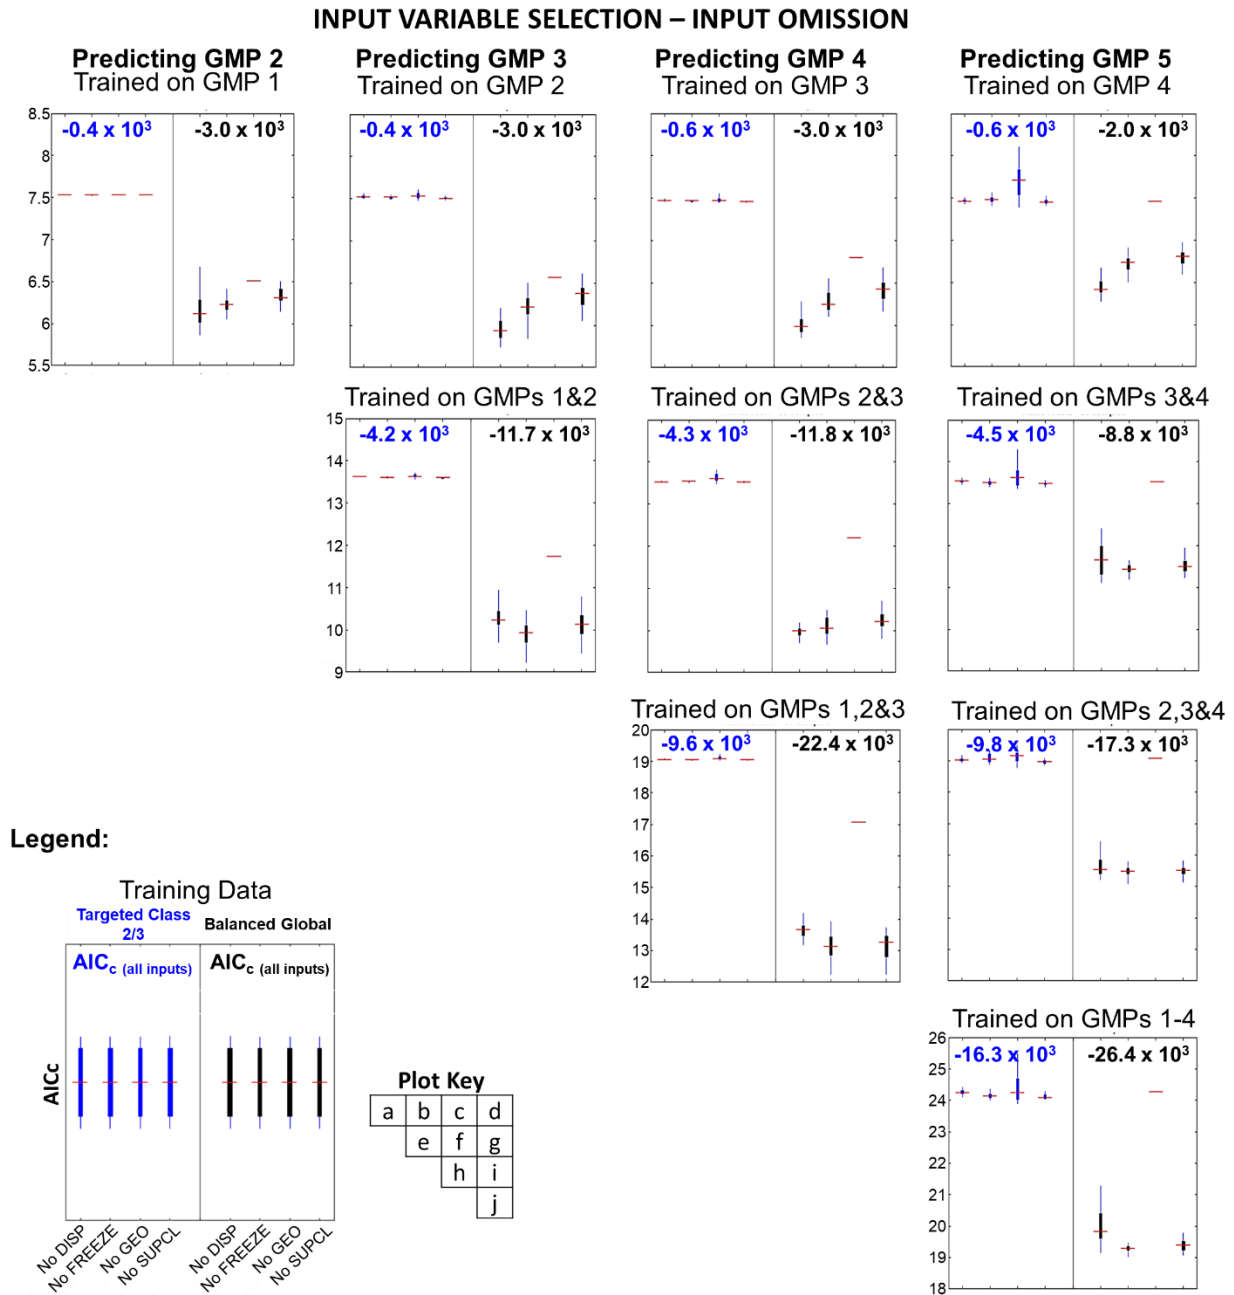 INPUT VARIABLE SELECTION – INPUT OMISSION
Predicting GMP 2
Trained on GMP 1
Predicting GMP 3
Trained on GMP 2
Predicting GMP 4
Trained on GMP 3
Predicting GMP 5
Trained on GMP 4
8.5
8
7.5
7
6.5
6
5.5
-0.4 x 10³
-3.0 x 10³
-0.4 x 10³
-3.0 x 10³
-0.6 x 10³
-3.0 x 10³
-0.6 x 10³
-2.0 x 10³
Trained on GMPs 1&2
Trained on GMPs 2&3
Trained on GMPs 3&4
15
14
13
12
11
10
9
-4.2 x 10³
-11.7 x 10³
-4.3 x 10³
-11.8 x 10³
-4.5 x 10³
-8.8 x 10³
Trained on GMPs 1,2&3
Trained on GMPs 2,3&4
20
19
18
17
16
15
14
13
12
-9.6 x 10³
-22.4 x 10³
-9.8 x 10³
-17.3 x 10³
Trained on GMPs 1-4
26
25
24
23
22
21
20
19
18
-16.3 x 10³
-26.4 x 10³
Legend:
Training Data
Targeted Class
2/3
Balanced Global
AICc (all inputs)
AICc (all inputs)
AICc
No DISP
No FREEZE
No GEO
No SUPCL
No DISP
No FREEZE
No GEO
No SUPCL
Plot Key
a b c d
e f g
h i
j